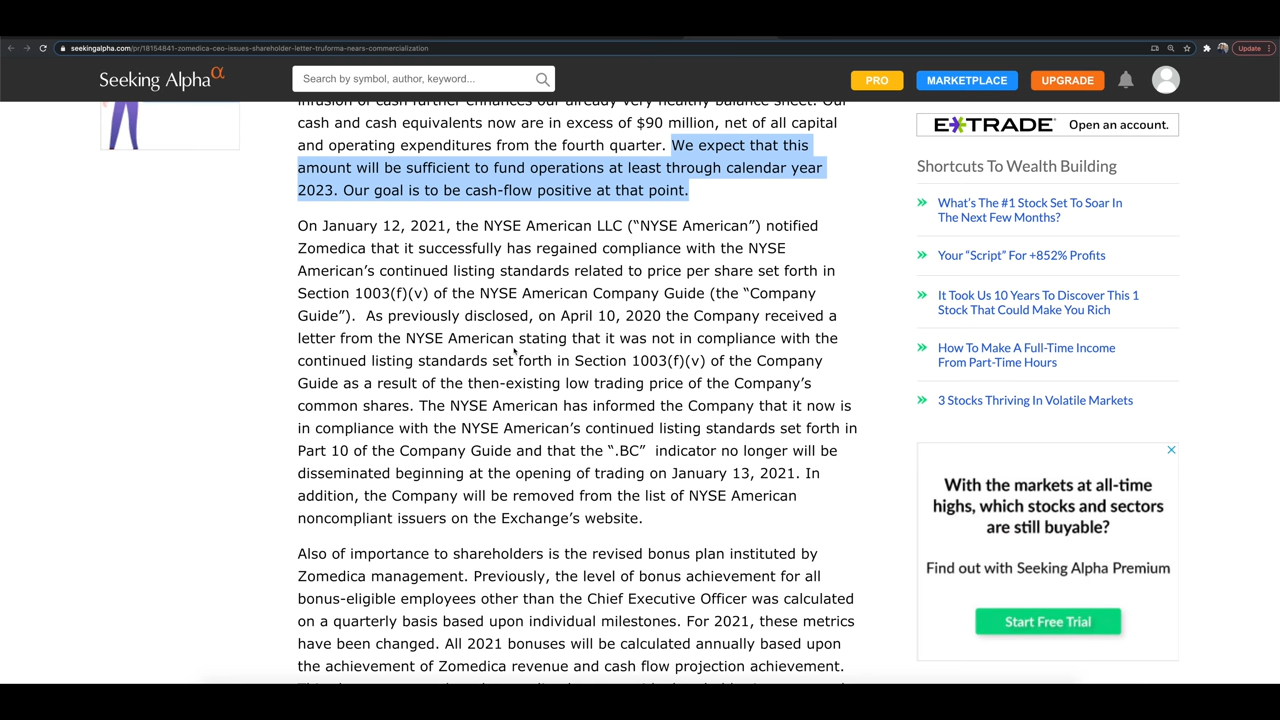 seekingalpha.com/pr/18154841-zomedica-ceo-issues-shareholder-letter-truforma-nears-commercialization
Update
Seeking Alpha α
Search by symbol, author, keyword...
PRO
MARKETPLACE
UPGRADE
infusion of cash further enhances our already very healthy balance sheet. Our
cash and cash equivalents now are in excess of $90 million, net of all capital
and operating expenditures from the fourth quarter. We expect that this
amount will be sufficient to fund operations at least through calendar year
2023. Our goal is to be cash-flow positive at that point.
On January 12, 2021, the NYSE American LLC (“NYSE American”) notified
Zomedica that it successfully has regained compliance with the NYSE
American’s continued listing standards related to price per share set forth in
Section 1003(f)(v) of the NYSE American Company Guide (the “Company
Guide”).  As previously disclosed, on April 10, 2020 the Company received a
letter from the NYSE American stating that it was not in compliance with the
continued listing standards set forth in Section 1003(f)(v) of the Company
Guide as a result of the then-existing low trading price of the Company’s
common shares. The NYSE American has informed the Company that it now is
in compliance with the NYSE American’s continued listing standards set forth in
Part 10 of the Company Guide and that the “.BC”  indicator no longer will be
disseminated beginning at the opening of trading on January 13, 2021. In
addition, the Company will be removed from the list of NYSE American
noncompliant issuers on the Exchange’s website.
Also of importance to shareholders is the revised bonus plan instituted by
Zomedica management. Previously, the level of bonus achievement for all
bonus-eligible employees other than the Chief Executive Officer was calculated
on a quarterly basis based upon individual milestones. For 2021, these metrics
have been changed. All 2021 bonuses will be calculated annually based upon
the achievement of Zomedica revenue and cash flow projection achievement.
E*TRADE Open an account.
Shortcuts To Wealth Building
What’s The #1 Stock Set To Soar In
The Next Few Months?
Your “Script” For +852% Profits
It Took Us 10 Years To Discover This 1
Stock That Could Make You Rich
How To Make A Full-Time Income
From Part-Time Hours
3 Stocks Thriving In Volatile Markets
With the markets at all-time
highs, which stocks and sectors
are still buyable?
Find out with Seeking Alpha Premium
Start Free Trial